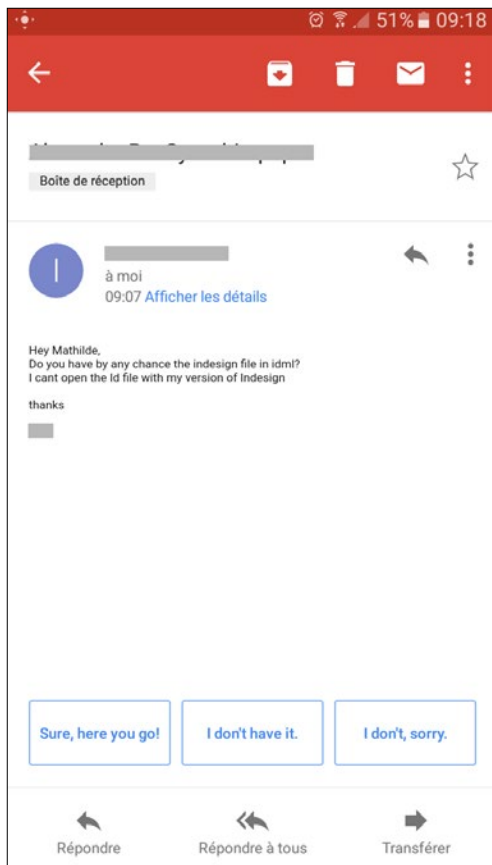 51% 09:18
Boîte de réception
I
à moi
09:07 Afficher les détails
Hey Mathilde,
Do you have by any chance the indesign file in idml?
I cant open the Id file with my version of Indesign
thanks
Sure, here you go!
I don't have it.
I don't, sorry.
Répondre
Répondre à tous
Transférer